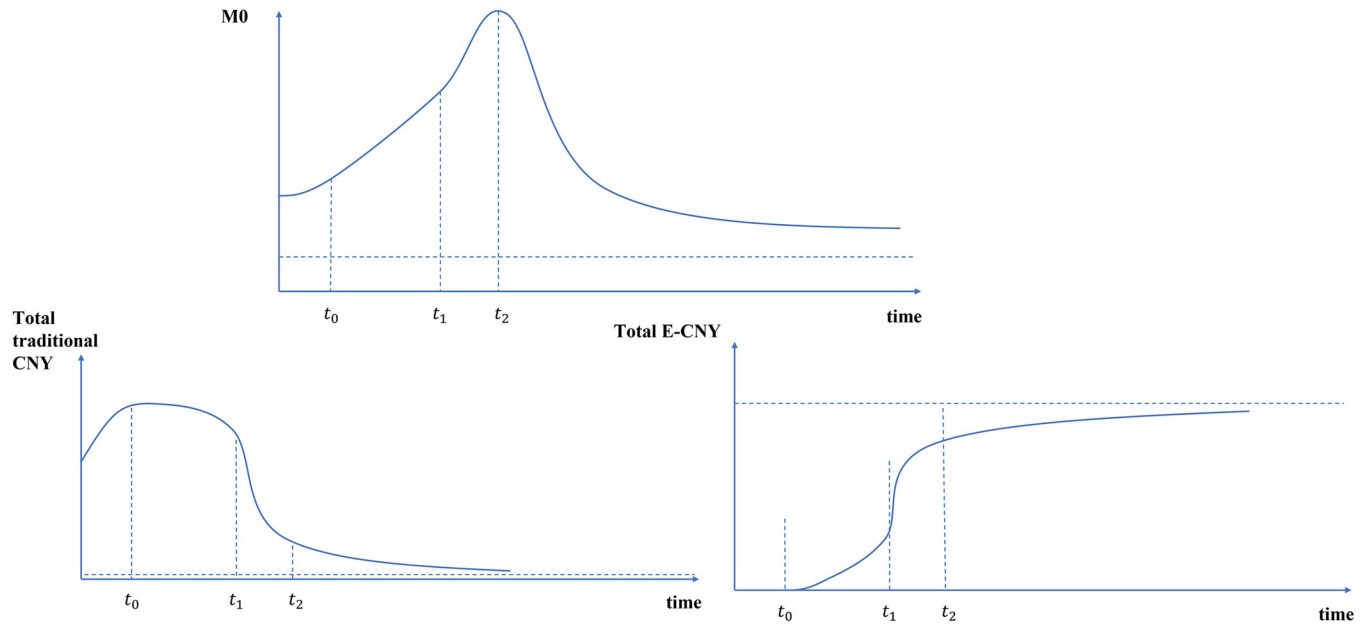 M0
t₀
t₁
t₂
time
Total
traditional
CNY
t₀
t₁
t₂
time
Total E-CNY
t₀
t₁
t₂
time